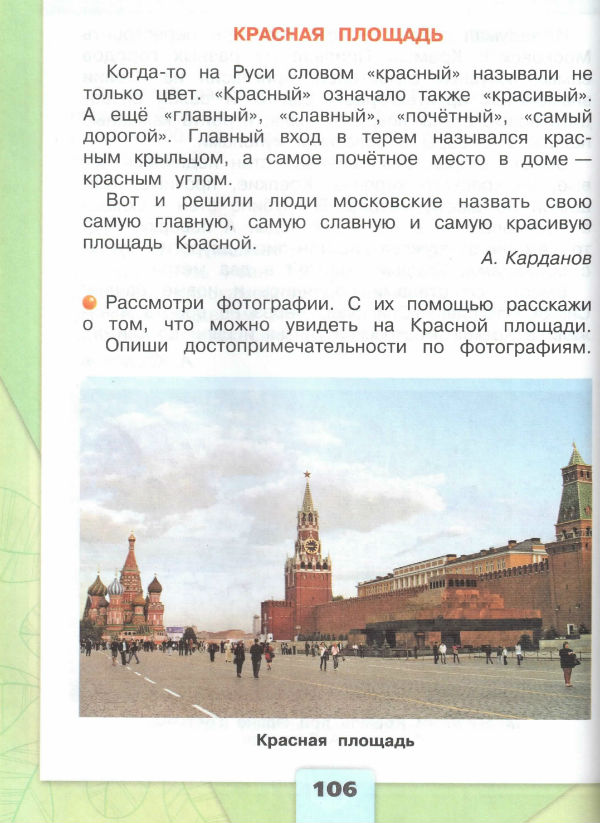 КРАСНАЯ ПЛОЩАДЬ
Когда-то на Руси словом «красный» называли не
только цвет. «Красный» означало также «красивый».
А ещё «главный», «славный», «почётный», «самый
дорогой». Главный вход в терем назывался крас-
ным крыльцом, а самое почётное место в доме —
красным углом.
Вот и решили люди московские назвать свою
самую главную, самую славную и самую красивую
площадь Красной.
А. Карданов
Рассмотри фотографии. С их помощью расскажи
о том, что можно увидеть на Красной площади.
Опиши достопримечательности по фотографиям.
Красная площадь
106